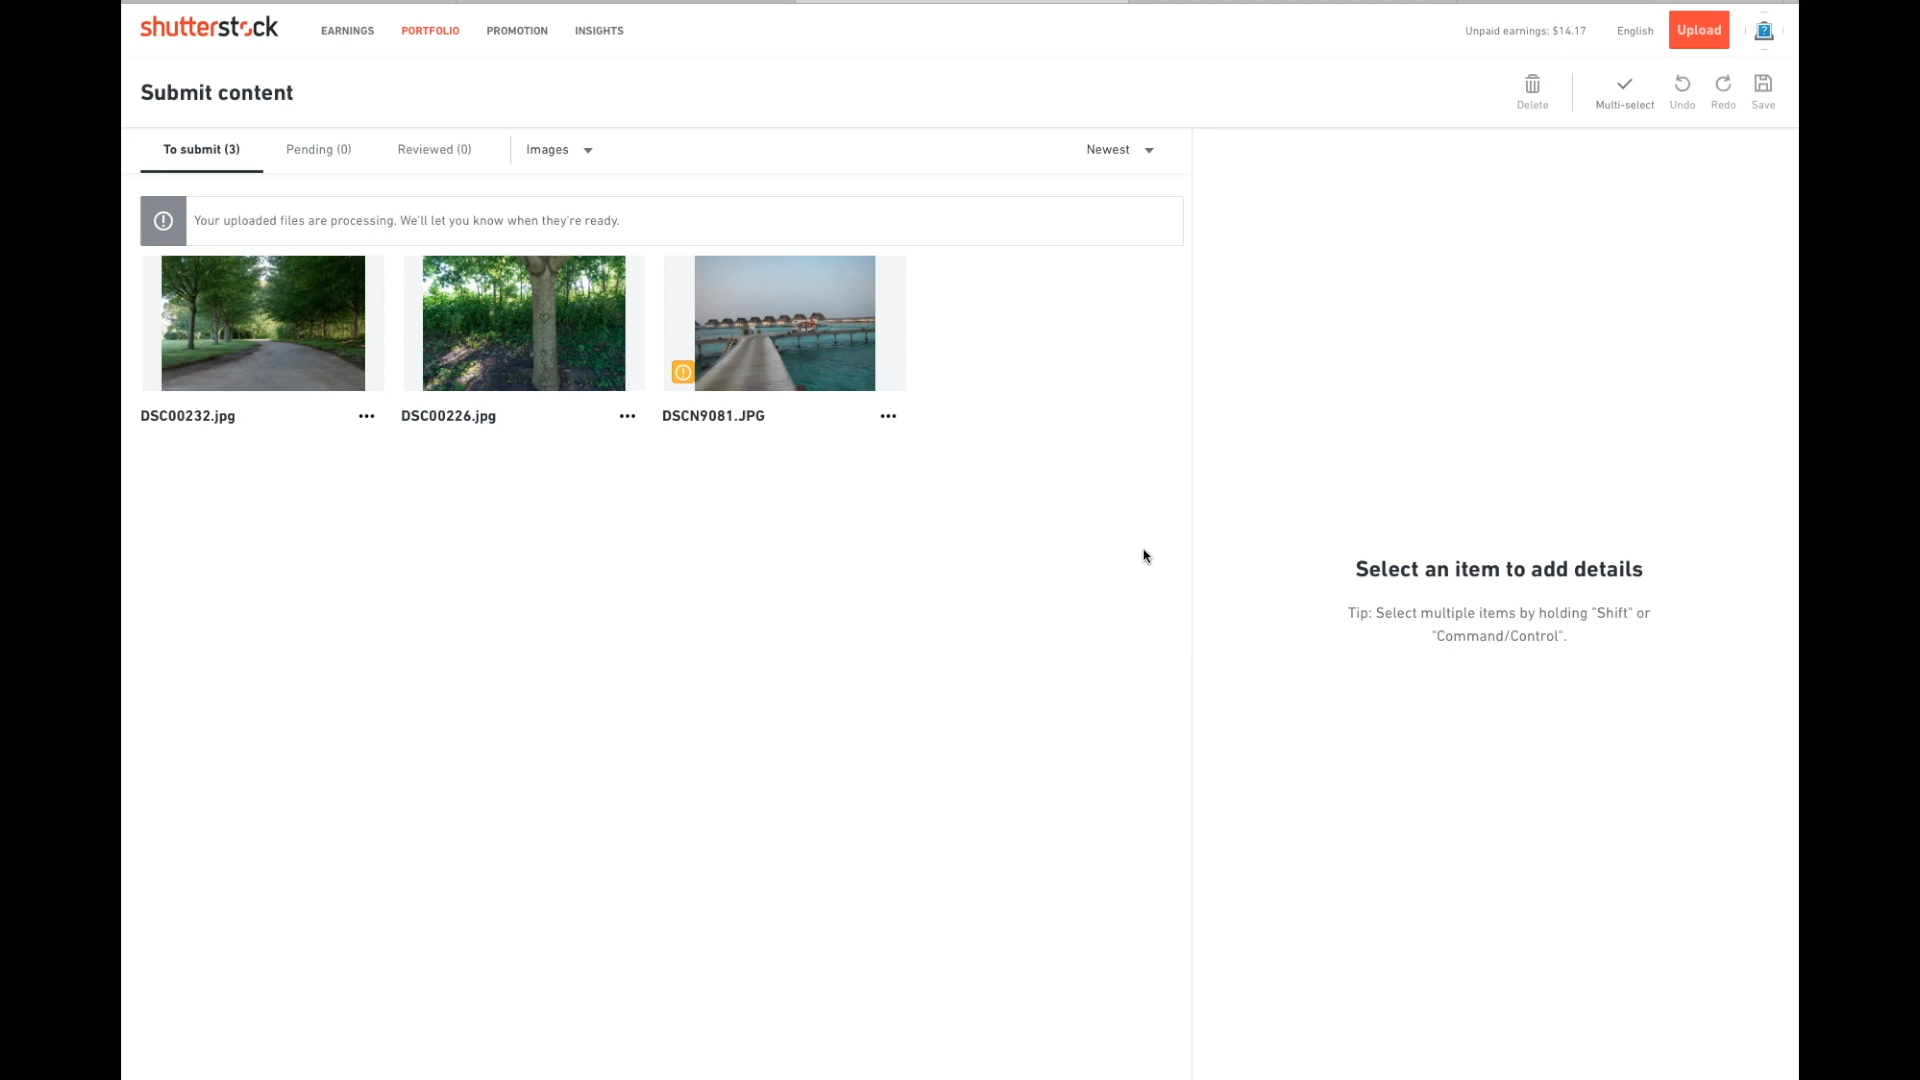 shutterstock
EARNINGS
PORTFOLIO
PROMOTION
INSIGHTS
Unpaid earnings: $14.17
English
Upload
Submit content
Delete
Multi-select
Undo
Redo
Save
To submit (3)
Pending (0)
Reviewed (0)
Images
Newest
Your uploaded files are processing. We'll let you know when they're ready.
DSC00232.jpg
DSC00226.jpg
DSCN9081.JPG
Select an item to add details
Tip: Select multiple items by holding "Shift" or
"Command/Control".